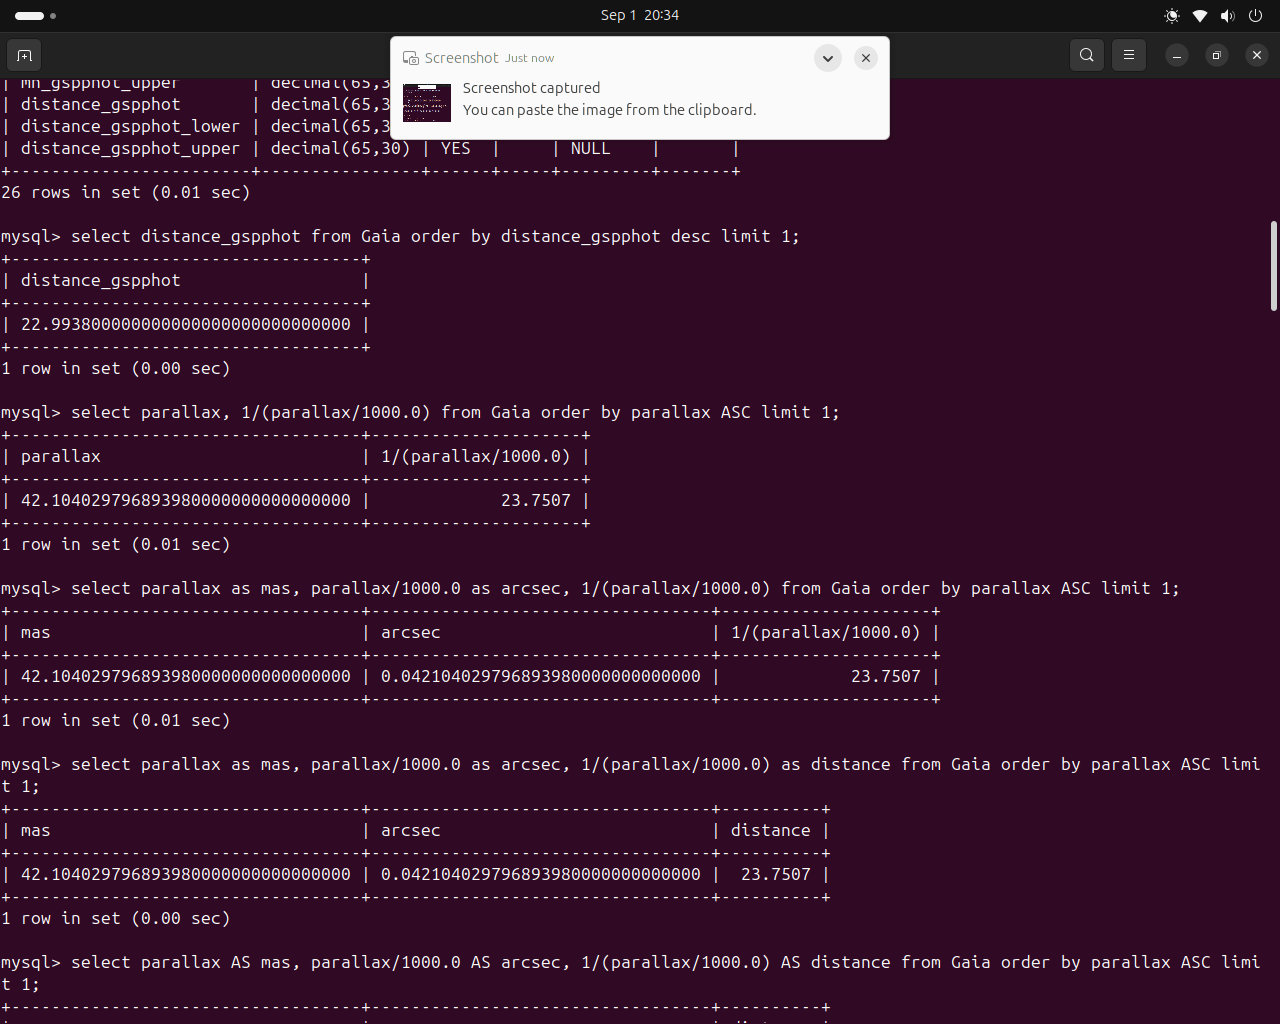 Sep 1 20:34
Screenshot Just now
Screenshot captured
You can paste the image from the clipboard.
| mh_gspphot_upper | decimal(65,3
| distance_gspphot | decimal(65,3
| distance_gspphot_lower | decimal(65,3
| distance_gspphot_upper | decimal(65,30) | YES | | NULL | |
+------------------------+----------------+------+-----+---------+-------+
26 rows in set (0.01 sec)
mysql> select distance_gspphot from Gaia order by distance_gspphot desc limit 1;
+-----------------------------------+
| distance_gspphot |
+-----------------------------------+
| 22.993800000000000000000000000000 |
+-----------------------------------+
1 row in set (0.00 sec)
mysql> select parallax, 1/(parallax/1000.0) from Gaia order by parallax ASC limit 1;
+-----------------------------------+---------------------+
| parallax | 1/(parallax/1000.0) |
+-----------------------------------+---------------------+
| 42.104029796893980000000000000000 | 23.7507 |
+-----------------------------------+---------------------+
1 row in set (0.01 sec)
mysql> select parallax as mas, parallax/1000.0 as arcsec, 1/(parallax/1000.0) from Gaia order by parallax ASC limit 1;
+-----------------------------------+----------------------------------+---------------------+
| mas | arcsec | 1/(parallax/1000.0) |
+-----------------------------------+----------------------------------+---------------------+
| 42.104029796893980000000000000000 | 0.042104029796893980000000000000 | 23.7507 |
+-----------------------------------+----------------------------------+---------------------+
1 row in set (0.01 sec)
mysql> select parallax as mas, parallax/1000.0 as arcsec, 1/(parallax/1000.0) as distance from Gaia order by parallax ASC limi
t 1;
+-----------------------------------+----------------------------------+----------+
| mas | arcsec | distance |
+-----------------------------------+----------------------------------+----------+
| 42.104029796893980000000000000000 | 0.042104029796893980000000000000 | 23.7507 |
+-----------------------------------+----------------------------------+----------+
1 row in set (0.00 sec)
mysql> select parallax AS mas, parallax/1000.0 AS arcsec, 1/(parallax/1000.0) AS distance from Gaia order by parallax ASC limi
t 1;
+-----------------------------------+----------------------------------+----------+